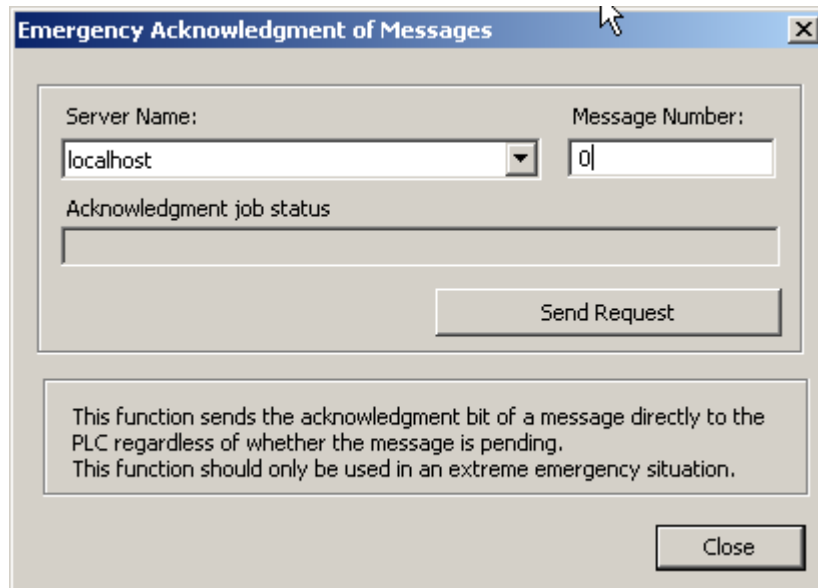 Emergency Acknowledgment of Messages
Server Name:
Message Number:
localhost
0
Acknowledgment job status
Send Request
This function sends the acknowledgment bit of a message directly to the
PLC regardless of whether the message is pending.
This function should only be used in an extreme emergency situation.
Close